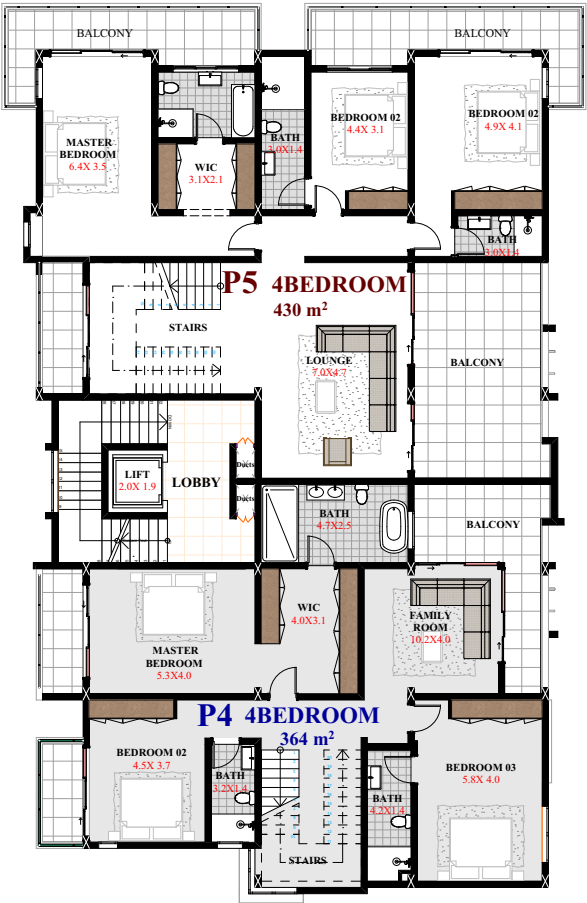 BALCONY
BALCONY
MASTER
BEDROOM
6.4X 3.5
WIC
3.1X2.1
BATH
3.0X1.4
BEDROOM 02
4.4X 3.1
BEDROOM 02
4.9X 4.1
BATH
3.0X1.4
P5 4BEDROOM
430 m²
STAIRS
LOUNGE
7.0X4.7
BALCONY
LIFT
2.0X 1.9
LOBBY
Ducts
Ducts
BATH
4.7X2.5
BALCONY
MASTER
BEDROOM
5.3X4.0
WIC
4.0X3.1
FAMILY
ROOM
10.2X4.0
P4 4BEDROOM
364 m²
BEDROOM 02
4.5X 3.7
BATH
3.2X1.4
STAIRS
BATH
4.2X1.4
BEDROOM 03
5.8X 4.0